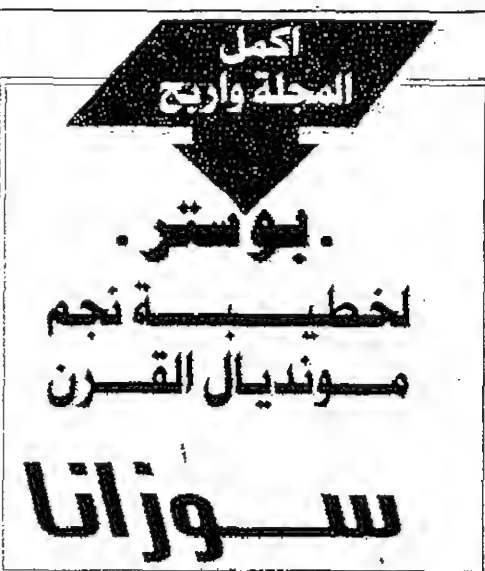 اكمل
المجلة واربح
. بوستر .
لخطيبة نجم
مونديال القرن
سوزانا